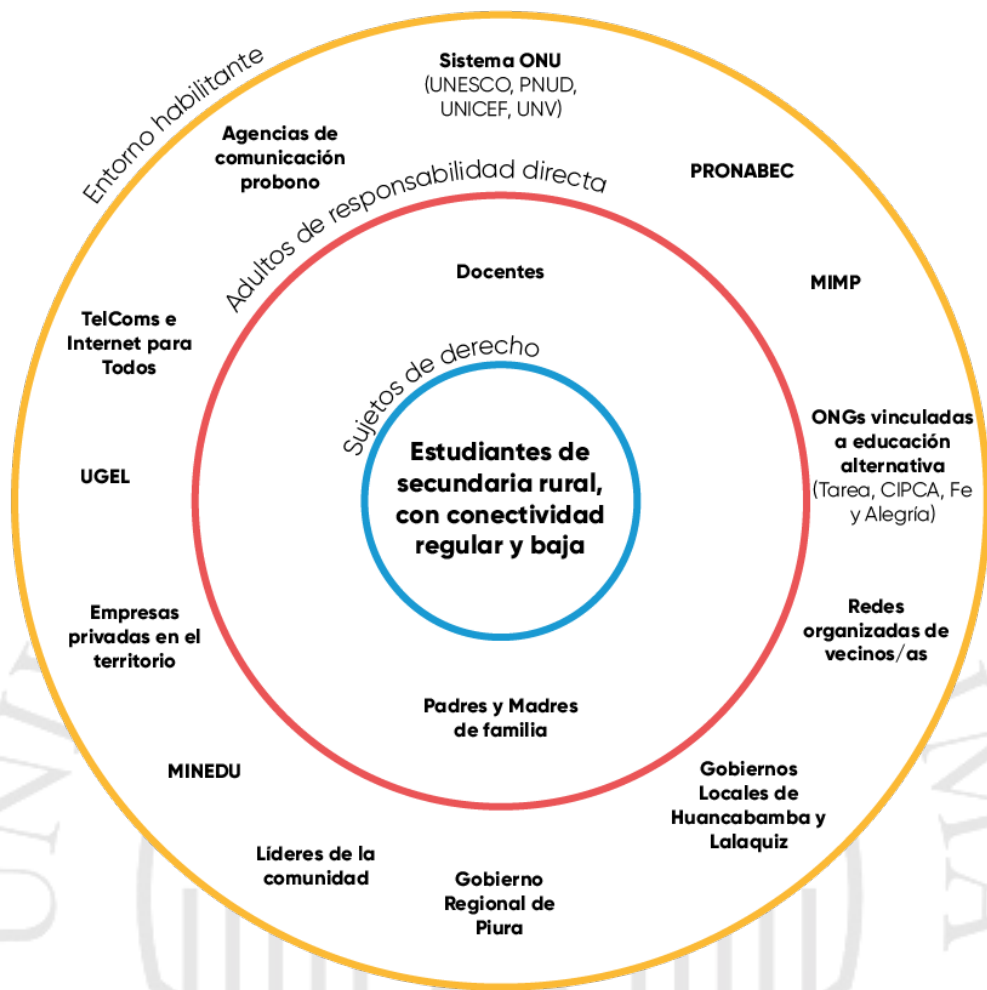 Entorno habilitante
Sistema ONU
(UNESCO, PNUD,
UNICEF, UNV)
Agencias de
comunicación
probono
PRONABEC
Adultos de responsabilidad directa
Docentes
MIMP
TelComs e
Internet para
Todos
Sujetos de derecho
ONGs vinculadas
a educación
alternativa
(Tarea, CIPCA, Fe
y Alegría)
Estudiantes de
secundaria rural,
con conectividad
regular y baja
UGEL
Empresas
privadas en el
territorio
Redes
organizadas de
vecinos/as
Padres y Madres
de familia
MINEDU
Gobiernos
Locales de
Huancabamba y
Lalaquiz
Líderes de la
comunidad
Gobierno
Regional de
Piura